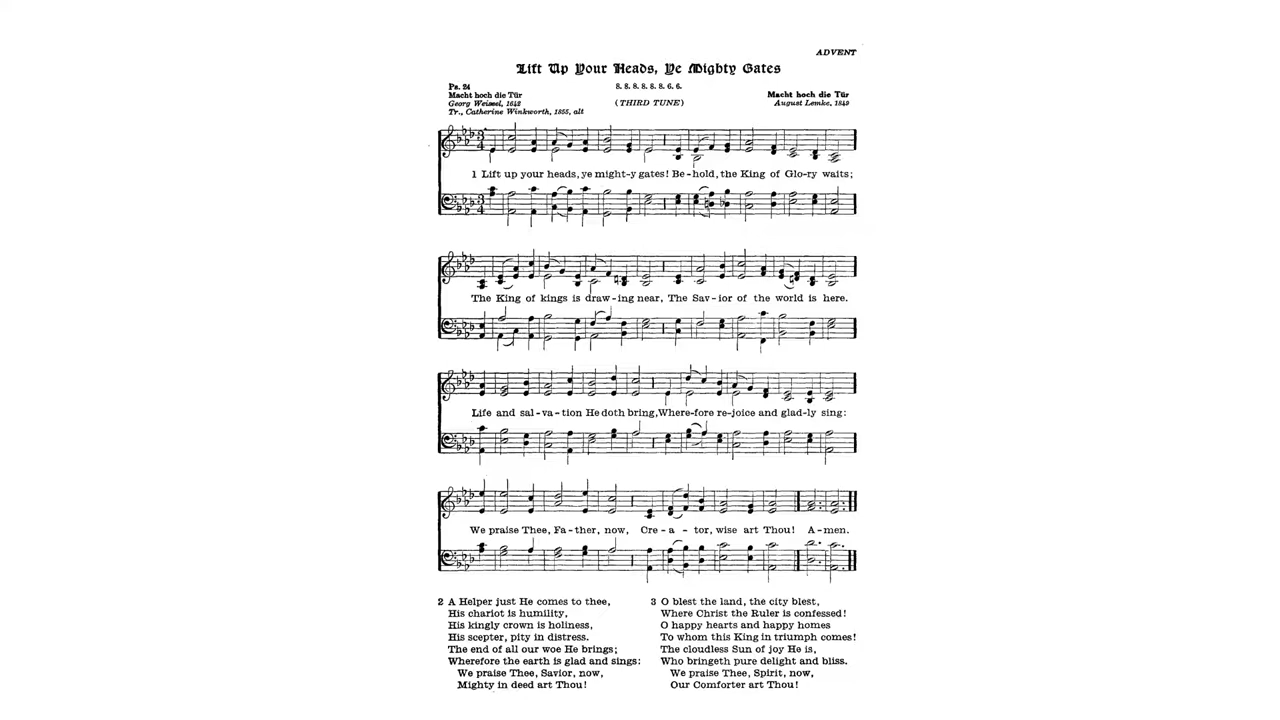 ADVENT
Lift Up Your Heads, Ye Mighty Gates
Ps. 24
8. 8. 8. 8. 8. 8. 6. 6.
Macht hoch die Tür
Macht hoch die Tür
Georg Weissel, 1642
(THIRD TUNE)
August Lemke, 1849
Tr., Catherine Winkworth, 1855, alt
1 Lift up your heads, ye might-y gates! Be-hold, the King of Glo-ry waits;
The King of kings is draw-ing near, The Sav-ior of the world is here.
Life and sal-va-tion He doth bring, Where-fore re-joice and glad-ly sing:
We praise Thee, Fa-ther, now, Cre-a-tor, wise art Thou! A-men.
2 A Helper just He comes to thee,
His chariot is humility,
His kingly crown is holiness,
His scepter, pity in distress.
The end of all our woe He brings;
Wherefore the earth is glad and sings:
We praise Thee, Savior, now,
Mighty in deed art Thou!
3 O blest the land, the city blest,
Where Christ the Ruler is confessed!
O happy hearts and happy homes
To whom this King in triumph comes!
The cloudless Sun of joy He is,
Who bringeth pure delight and bliss.
We praise Thee, Spirit, now,
Our Comforter art Thou!